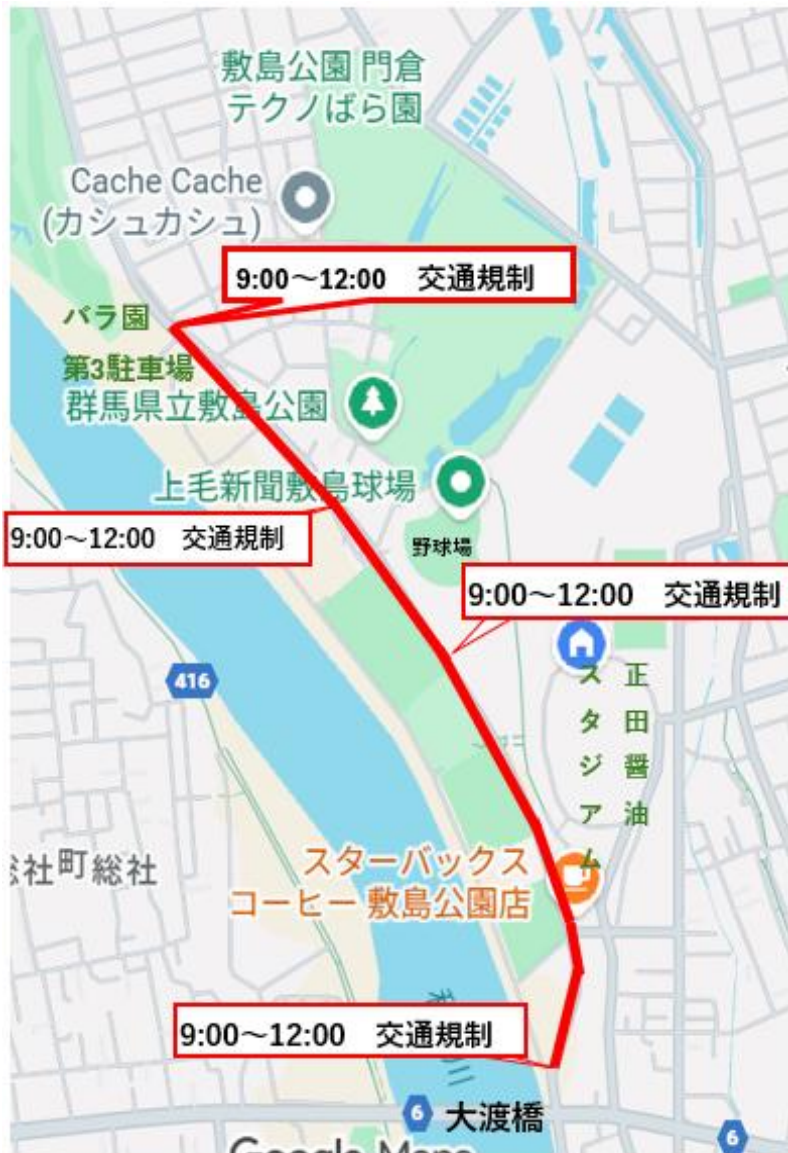 敷島公園 門倉
テクノばら園
Cache Cache
(カシュカシュ)
9:00～12:00　交通規制
バラ園
第3駐車場
群馬県立敷島公園
上毛新聞敷島球場
9:00～12:00　交通規制
野球場
9:00～12:00　交通規制
416
正田醤油
スタジアム
社町総社
スターバックス
コーヒー 敷島公園店
9:00～12:00　交通規制
川
6
大渡橋
6
Google Maps